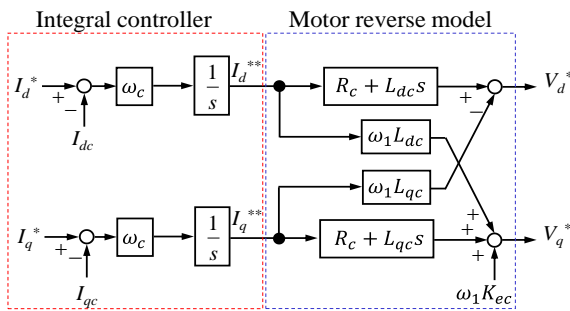 Integral controller
Motor reverse model
I_d^*
+
−
I_dc
ω_c
1/s
I_d^**
R_c + L_dc s
+
−
V_d^*
ω_1 L_dc
ω_1 L_qc
I_q^*
+
−
I_qc
ω_c
1/s
I_q^**
R_c + L_qc s
+
+
+
V_q^*
ω_1 K_ec